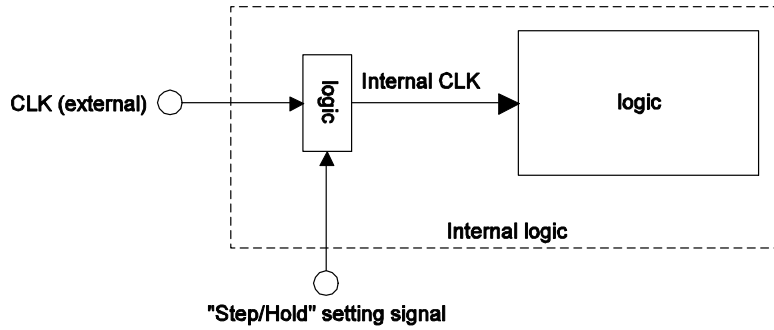 CLK (external)
logic
Internal CLK
logic
Internal logic
"Step/Hold" setting signal